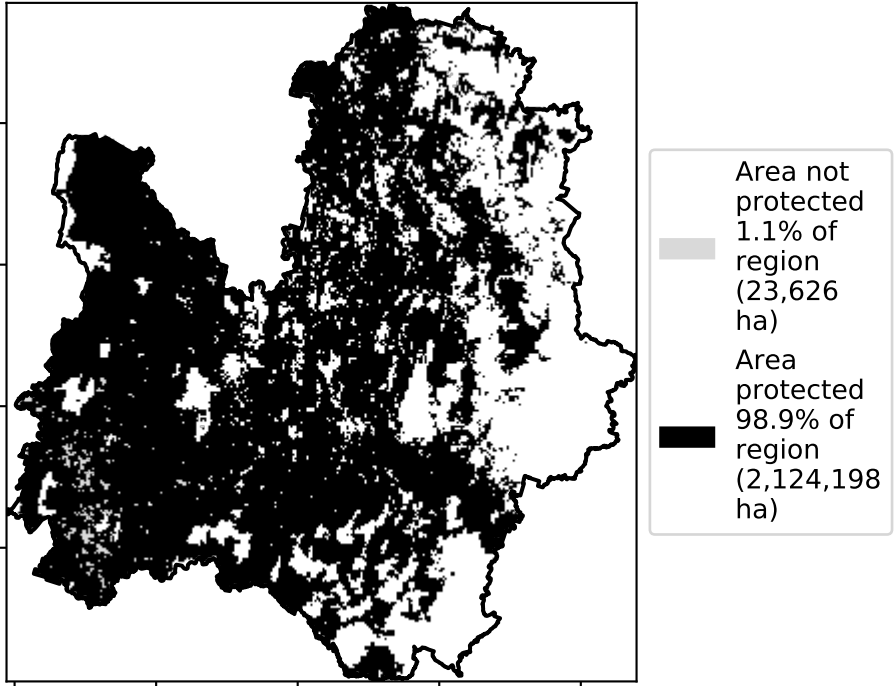 Area not
protected
1.1% of
region
(23,626
ha)
Area
protected
98.9% of
region
(2,124,198
ha)